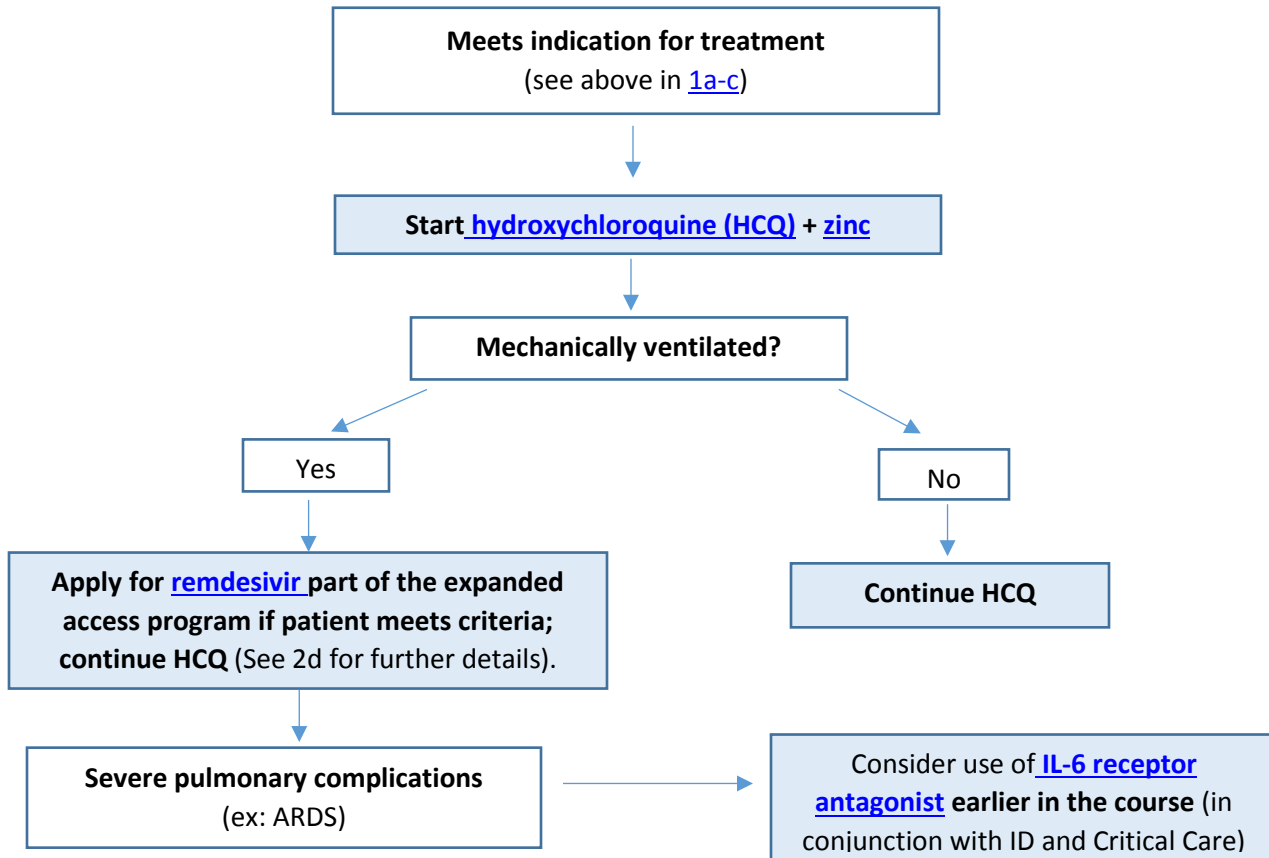 Meets indication for treatment
(see above in 1a-c)
Start hydroxychloroquine (HCQ) + zinc
Mechanically ventilated?
Yes
No
Apply for remdesivir part of the expanded
access program if patient meets criteria;
continue HCQ (See 2d for further details).
Continue HCQ
Severe pulmonary complications
(ex: ARDS)
Consider use of IL-6 receptor
antagonist earlier in the course (in
conjunction with ID and Critical Care)